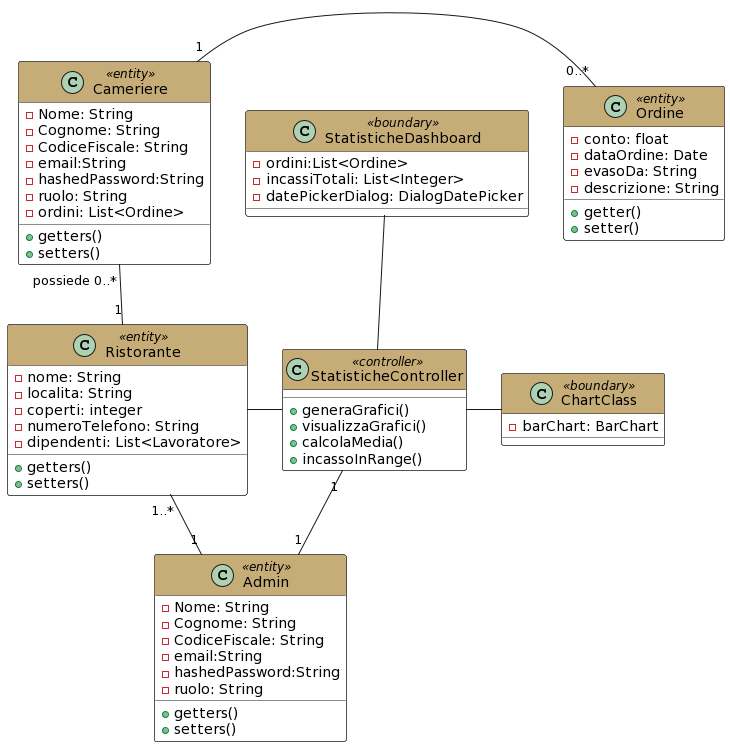 1
0..*
C
«entity»
Cameriere
Nome: String
Cognome: String
CodiceFiscale: String
email:String
hashedPassword:String
ruolo: String
ordini: List<Ordine>
getters()
setters()
C
«boundary»
StatisticheDashboard
ordini:List<Ordine>
incassiTotali: List<Integer>
datePickerDialog: DialogDatePicker
C
«entity»
Ordine
conto: float
dataOrdine: Date
evasoDa: String
descrizione: String
getter()
setter()
possiede 0..*
1
C
«entity»
Ristorante
nome: String
localita: String
coperti: integer
numeroTelefono: String
dipendenti: List<Lavoratore>
getters()
setters()
C
«controller»
StatisticheController
generaGrafici()
visualizzaGrafici()
calcolaMedia()
incassoInRange()
C
«boundary»
ChartClass
barChart: BarChart
1..*
1
1
1
C
«entity»
Admin
Nome: String
Cognome: String
CodiceFiscale: String
email:String
hashedPassword:String
ruolo: String
getters()
setters()